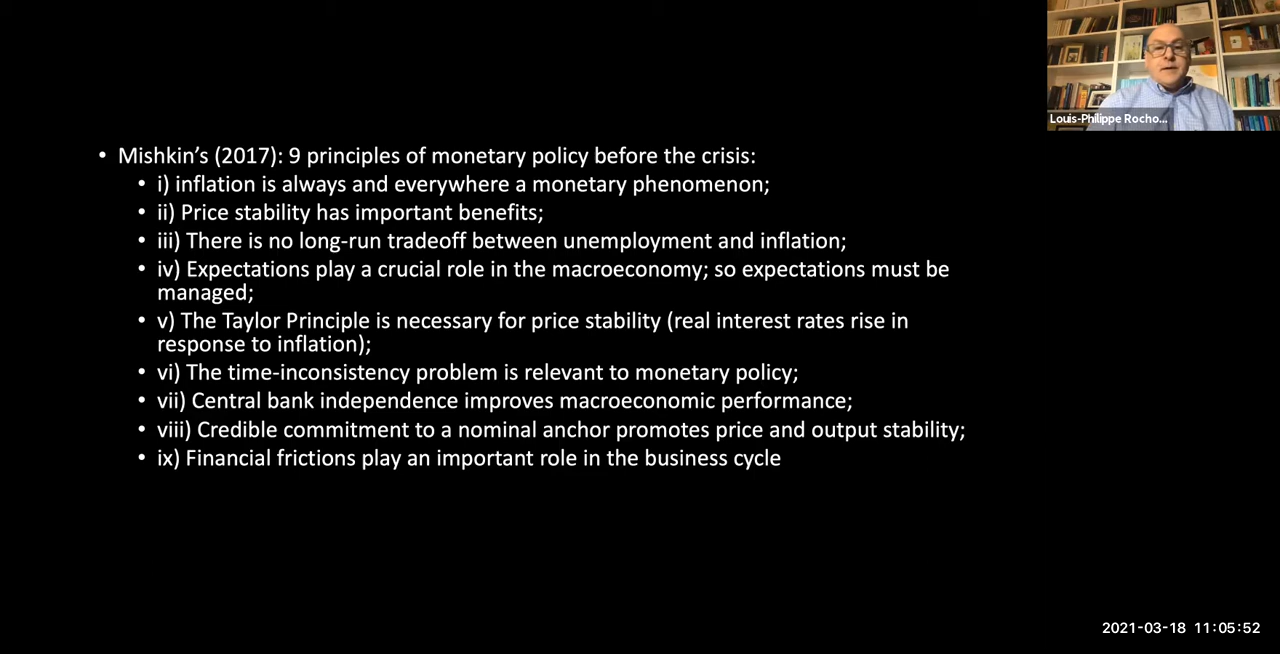 Louis-Philippe Rocho...
• Mishkin's (2017): 9 principles of monetary policy before the crisis:
• i) inflation is always and everywhere a monetary phenomenon;
• ii) Price stability has important benefits;
• iii) There is no long-run tradeoff between unemployment and inflation;
• iv) Expectations play a crucial role in the macroeconomy; so expectations must be
managed;
• v) The Taylor Principle is necessary for price stability (real interest rates rise in
response to inflation);
• vi) The time-inconsistency problem is relevant to monetary policy;
• vii) Central bank independence improves macroeconomic performance;
• viii) Credible commitment to a nominal anchor promotes price and output stability;
• ix) Financial frictions play an important role in the business cycle
2021-03-18 11:05:52